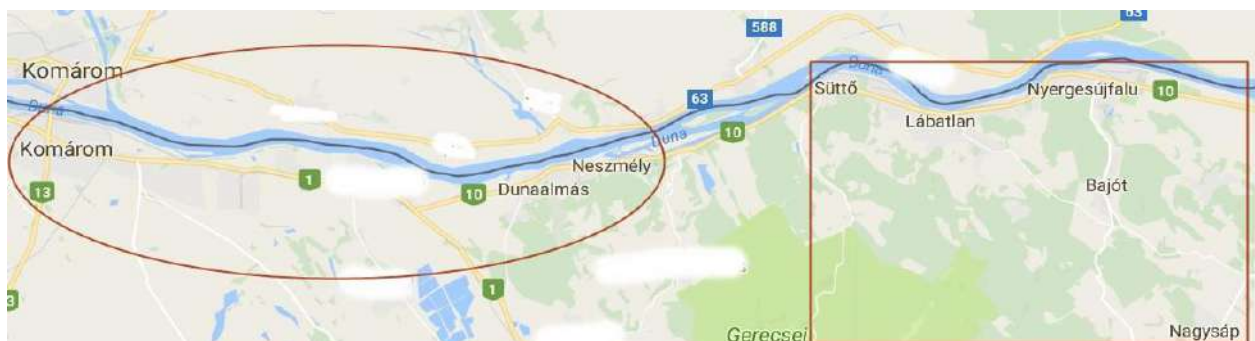 63
588
Komárom
Duna
Süttő
Nyergesújfalu
10
63
Duna
Lábatlan
10
Duna
Komárom
Neszmély
1
13
10
Dunaalmás
Bajót
1
Gerecsei
Nagysáp